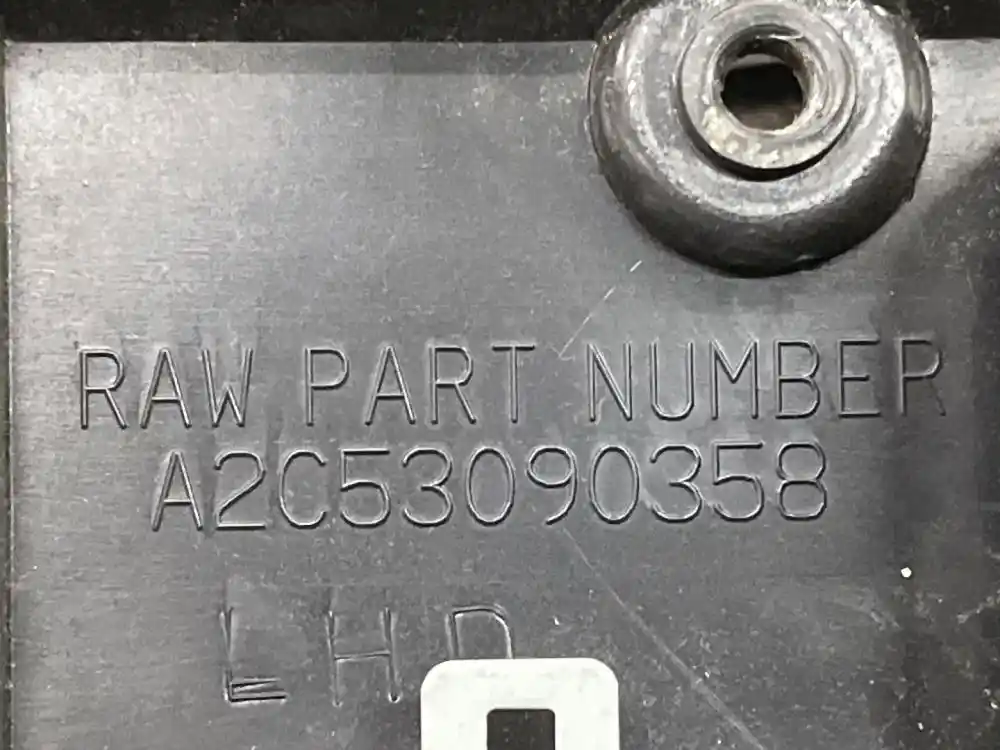 RAW PART NUMBER
A2C53090358
LHD